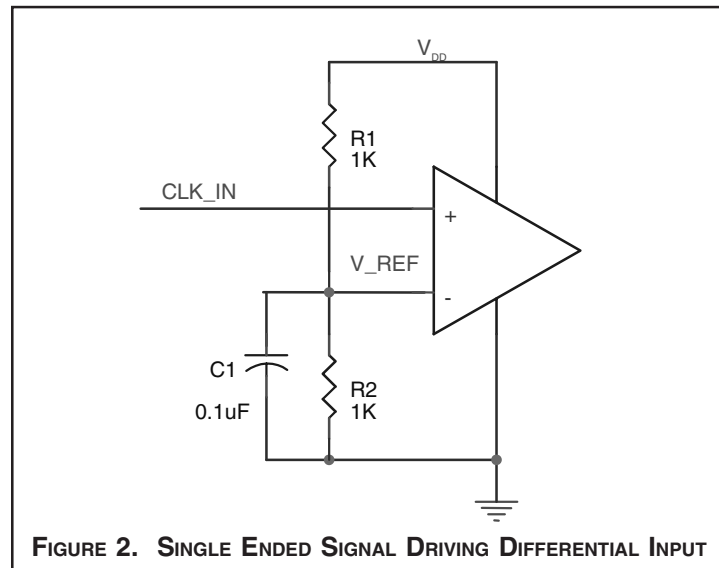 V_DD
R1
1K
CLK_IN
+
V_REF
-
C1
0.1uF
R2
1K
FIGURE 2. SINGLE ENDED SIGNAL DRIVING DIFFERENTIAL INPUT